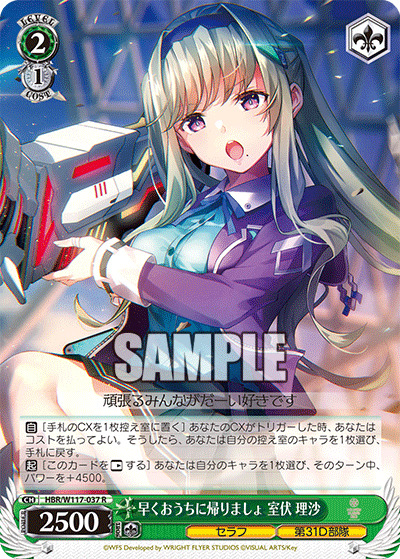 LEVEL
2
1
COST
SAMPLE
頑張るみんながだーい好きです
自 [手札のCXを1枚控え室に置く] あなたのCXがトリガーした時、あなたは
コストを払ってよい。そうしたら、あなたは自分の控え室のキャラを1枚選び、
手札に戻す。
起 [このカードを する] あなたは自分のキャラを1枚選び、そのターン中、
パワーを+4500。
CH HBR/W117-037 R
2500
早くおうちに帰りましょ 室伏 理沙
セラフ
第31D部隊
©WFS Developed by WRIGHT FLYER STUDIOS ©VISUAL ARTS/Key